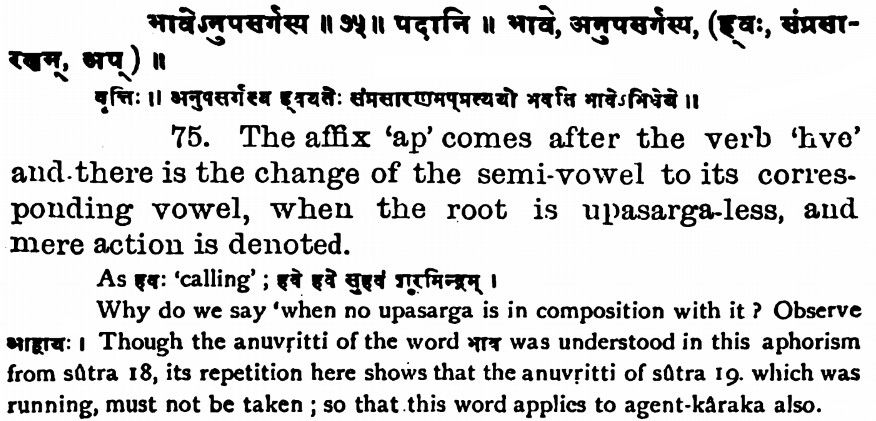 भावेऽनुपसर्गस्य ॥ ७५ ॥ पदानि ॥ भावे, अनुपसर्गस्य, (ह्वः, संप्रसा-
रणम्, अप्) ॥
वृत्तिः ॥ अनुपसर्गस्य ह्वयतेः संप्रसारणमप्प्रत्ययो भवति भावेऽभिधेये ॥
75. The affix ‘ap’ comes after the verb ‘hve’
and there is the change of the semi-vowel to its corres-
ponding vowel, when the root is upasarga-less, and
mere action is denoted.
As हवः ‘calling’ ; हवे हवे सुहवं शूरमिन्द्रम् ।
Why do we say ‘when no upasarga is in composition with it ? Observe
आह्वायः । Though the anuvṛitti of the word भाव was understood in this aphorism
from sûtra 18, its repetition here shows that the anuvṛitti of sûtra 19. which was
running, must not be taken ; so that this word applies to agent-kâraka also.